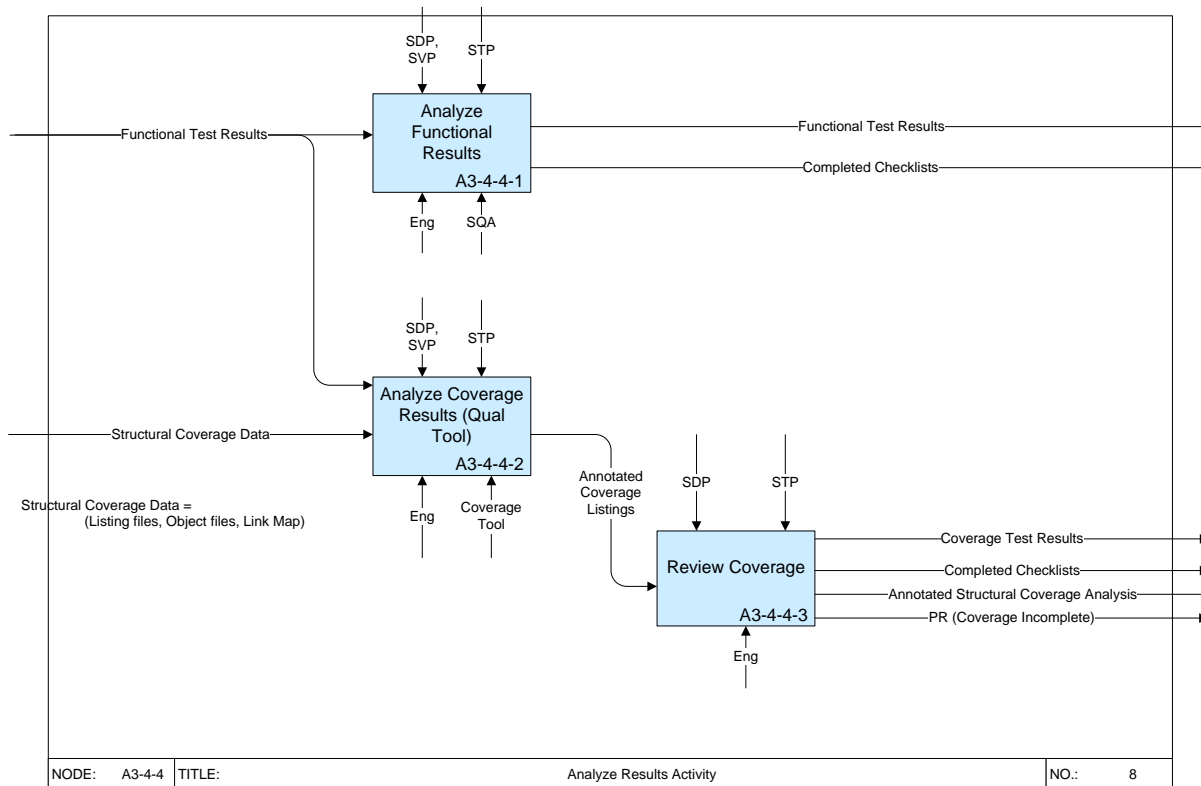 SDP,
SVP
STP
Analyze
Functional
Results
A3-4-4-1
Functional Test Results
Functional Test Results
Completed Checklists
Eng
SQA
SDP,
SVP
STP
Analyze Coverage
Results (Qual
Tool)
A3-4-4-2
Structural Coverage Data
Eng
Coverage
Tool
Annotated
Coverage
Listings
SDP
STP
Structural Coverage Data =
(Listing files, Object files, Link Map)
Review Coverage
A3-4-4-3
Coverage Test Results
Completed Checklists
Annotated Structural Coverage Analysis
PR (Coverage Incomplete)
Eng
NODE: A3-4-4 TITLE: Analyze Results Activity NO.: 8